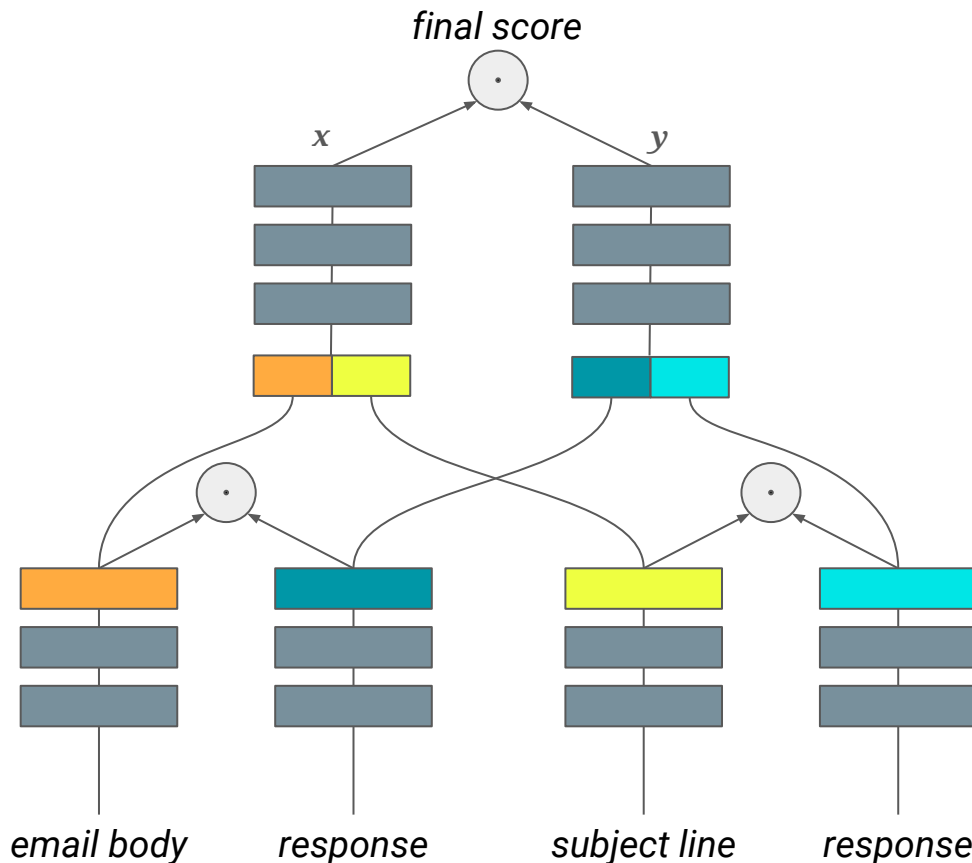 final score
x
y
email body
response
subject line
response